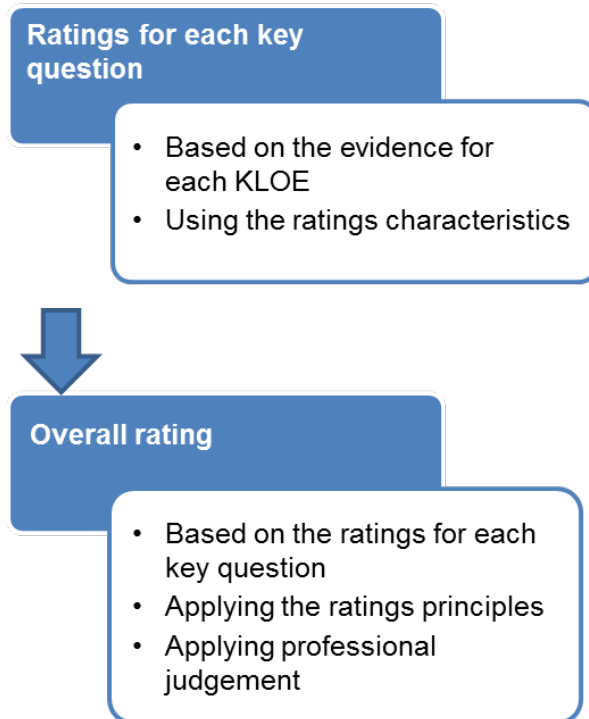 Ratings for each key
question
• Based on the evidence for
each KLOE
• Using the ratings characteristics
Overall rating
• Based on the ratings for each
key question
• Applying the ratings principles
• Applying professional
judgement